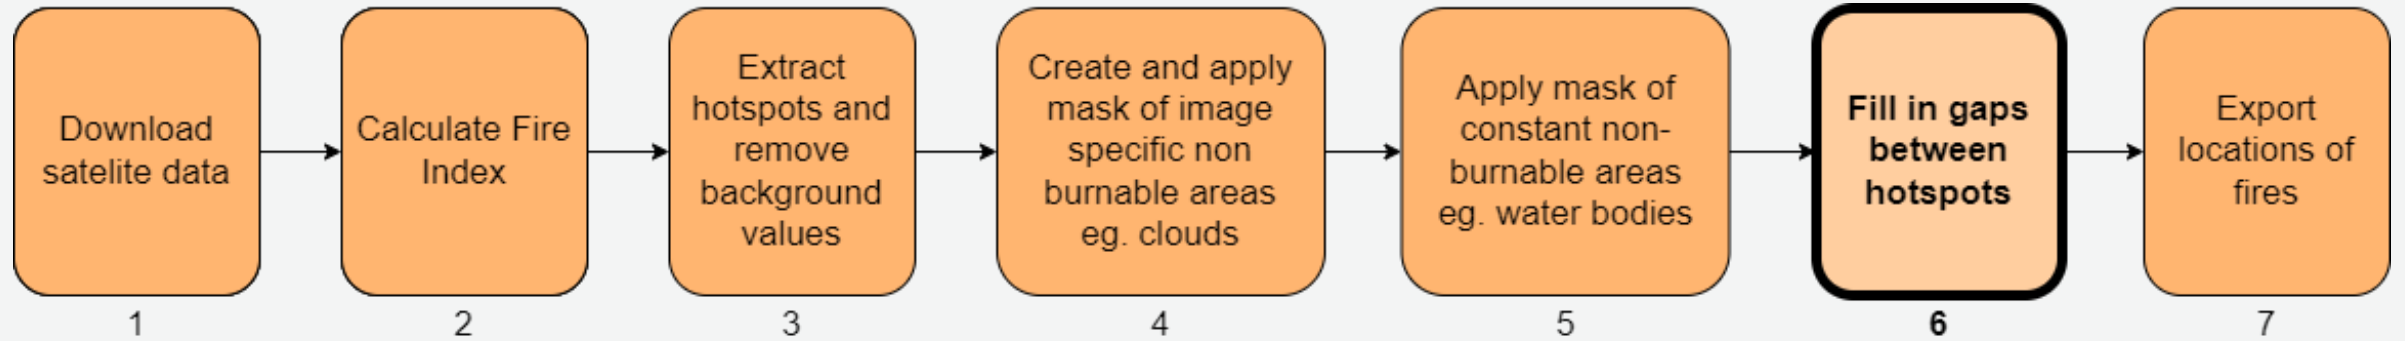 Download
satelite data
Calculate Fire
Index
Extract
hotspots and
remove
background
values
Create and apply
mask of image
specific non
burnable areas
eg. clouds
Apply mask of
constant non-
burnable areas
eg. water bodies
Fill in gaps
between
hotspots
Export
locations of
fires
1
2
3
4
5
6
7